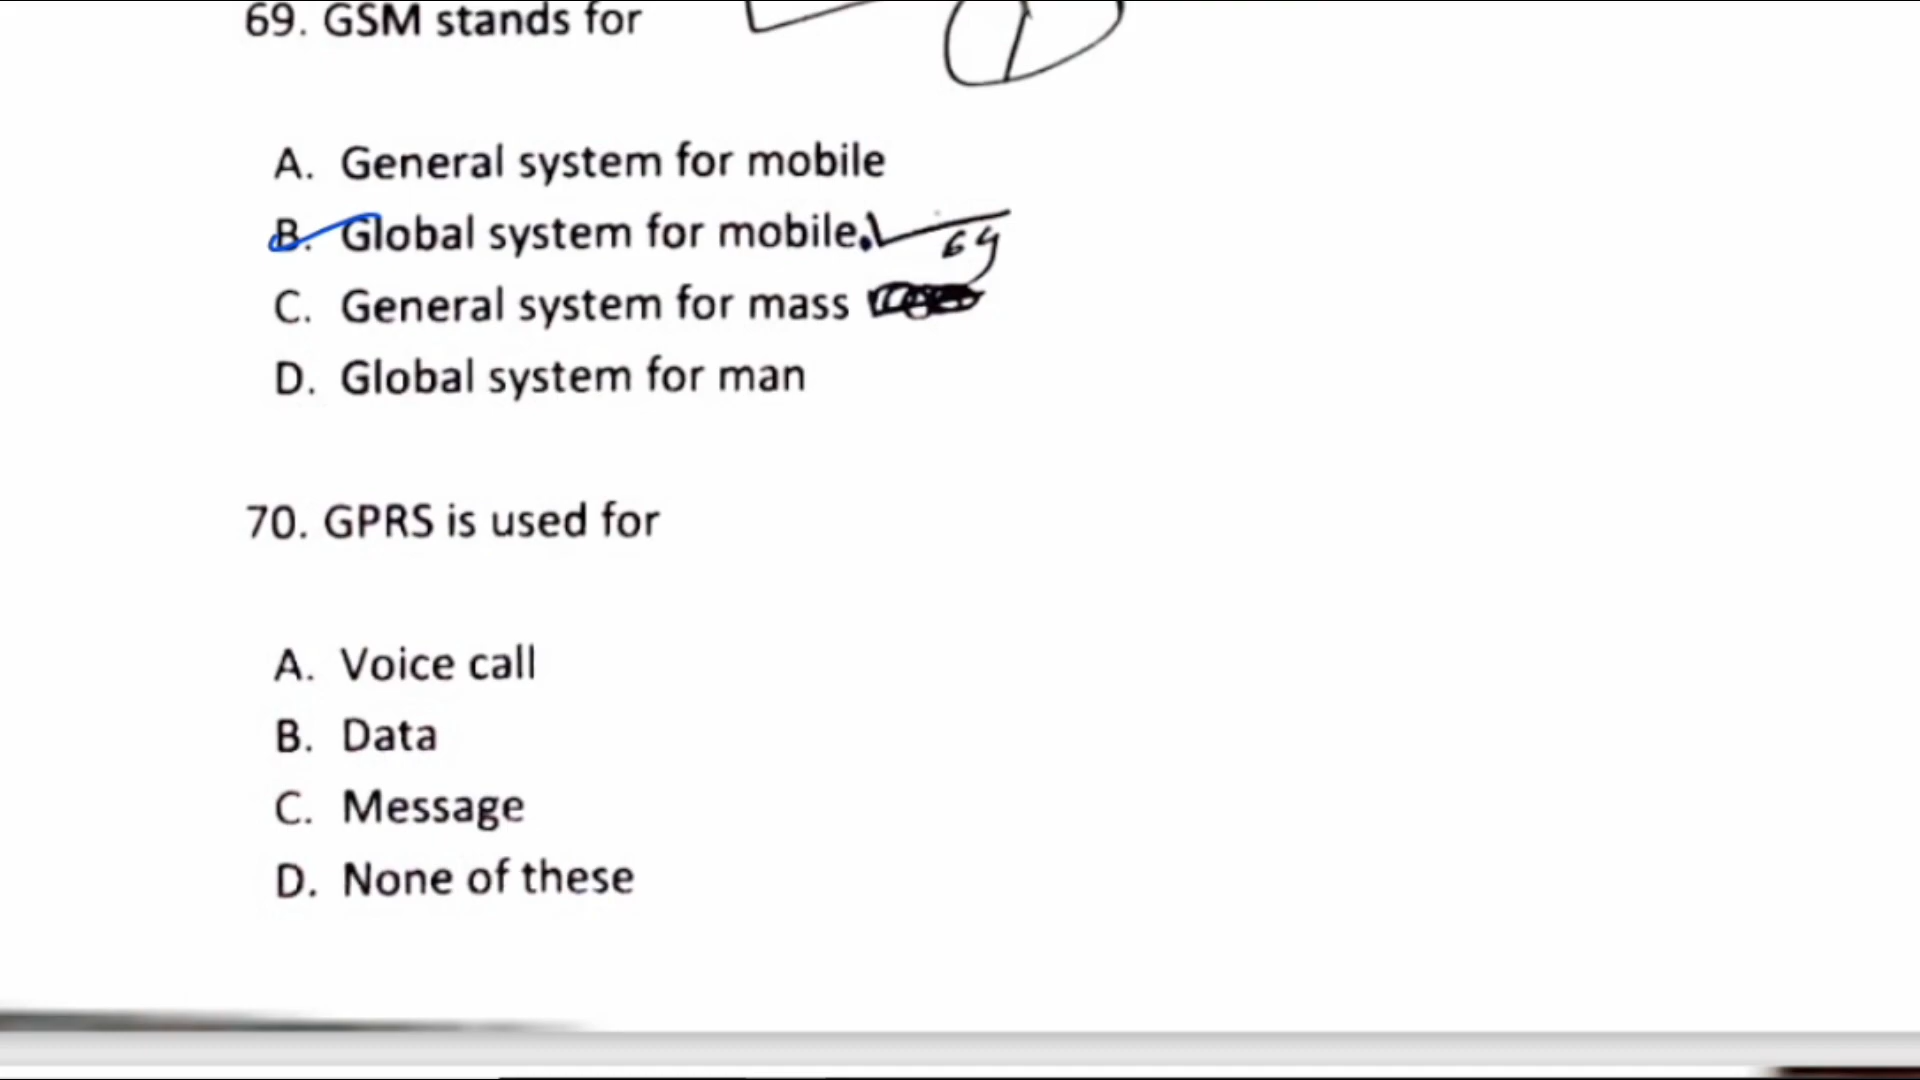 69. GSM stands for
A. General system for mobile
B. Global system for mobile.
69
C. General system for mass
D. Global system for man
70. GPRS is used for
A. Voice call
B. Data
C. Message
D. None of these